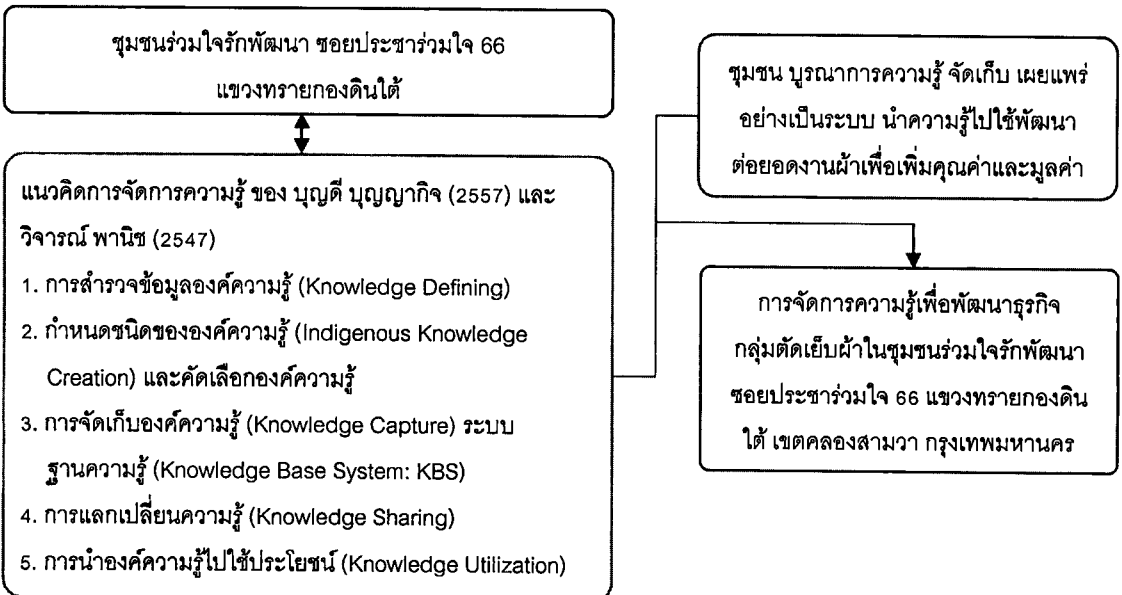 ชุมชนร่วมใจรักพัฒนา ซอยประชาร่วมใจ 66
แขวงทรายกองดินใต้
แนวคิดการจัดการความรู้ ของ บุญดี บุญญากิจ (2557) และ
วิจารณ์ พานิช (2547)
1. การสำรวจข้อมูลองค์ความรู้ (Knowledge Defining)
2. กำหนดชนิดขององค์ความรู้ (Indigenous Knowledge
Creation) และคัดเลือกองค์ความรู้
3. การจัดเก็บองค์ความรู้ (Knowledge Capture) ระบบ
ฐานความรู้ (Knowledge Base System: KBS)
4. การแลกเปลี่ยนความรู้ (Knowledge Sharing)
5. การนำองค์ความรู้ไปใช้ประโยชน์ (Knowledge Utilization)
ชุมชน บูรณาการความรู้ จัดเก็บ เผยแพร่
อย่างเป็นระบบ นำความรู้ไปใช้พัฒนา
ต่อยอดงานผ้าเพื่อเพิ่มคุณค่าและมูลค่า
การจัดการความรู้เพื่อพัฒนาธุรกิจ
กลุ่มตัดเย็บผ้าในชุมชนร่วมใจรักพัฒนา
ซอยประชาร่วมใจ 66 แขวงทรายกองดิน
ใต้ เขตคลองสามวา กรุงเทพมหานคร